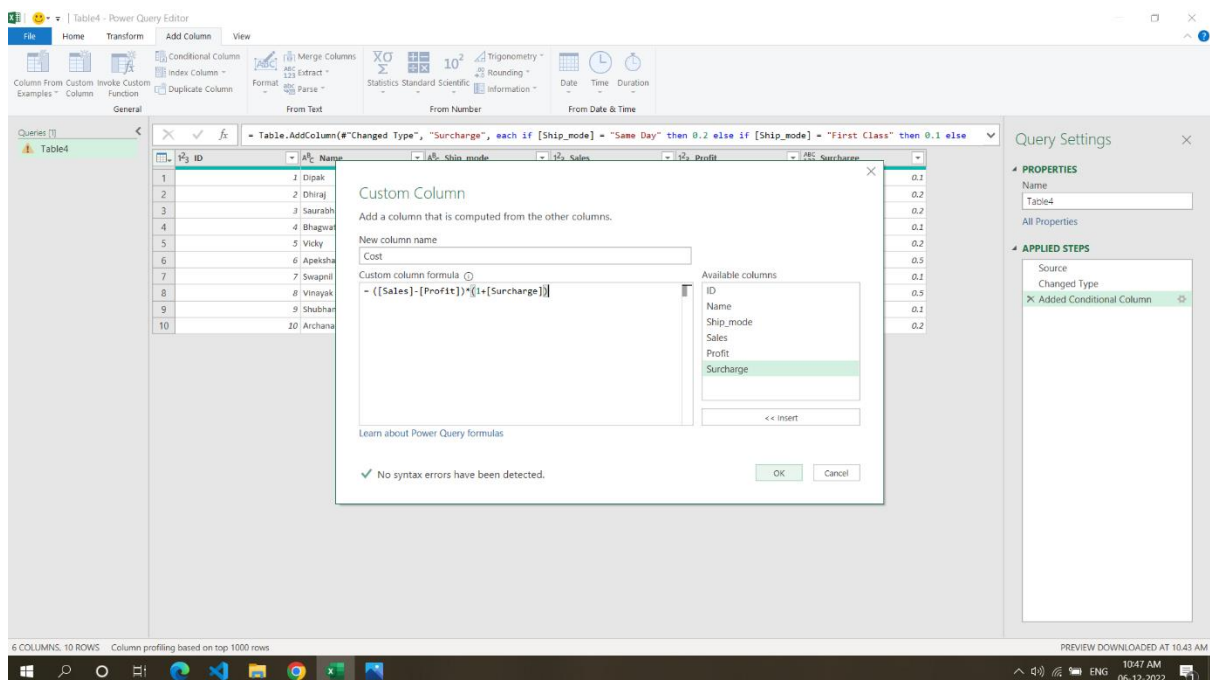 Table4 - Power Query Editor
File Home Transform Add Column View
Column From Examples
Custom Column
Invoke Custom Function
General
Conditional Column
Index Column
Duplicate Column
Format
Merge Columns
Extract
Parse
From Text
Statistics Standard Scientific
Trigonometry
Rounding
Information
From Number
Date Time Duration
From Date & Time
Queries [1]
Table4
= Table.AddColumn(#"Changed Type", "Surcharge", each if [Ship_mode] = "Same Day" then 0.2 else if [Ship_mode] = "First Class" then 0.1 else
ID Name Ship_mode Sales Profit Surcharge
1 1 Dipak 0.1
2 2 Dhiraj 0.2
3 3 Saurabh 0.2
4 4 Bhagwat 0.1
5 5 Vicky 0.2
6 6 Apeksha 0.5
7 7 Swapnil 0.1
8 8 Vinayak 0.5
9 9 Shubhar 0.1
10 10 Archana 0.2
Custom Column
Add a column that is computed from the other columns.
New column name
Cost
Custom column formula
= ([Sales]-[Profit])*(1+[Surcharge])
Available columns
ID
Name
Ship_mode
Sales
Profit
Surcharge
<< Insert
Learn about Power Query formulas
No syntax errors have been detected.
OK Cancel
Query Settings
PROPERTIES
Name
Table4
All Properties
APPLIED STEPS
Source
Changed Type
Added Conditional Column
6 COLUMNS, 10 ROWS Column profiling based on top 1000 rows
PREVIEW DOWNLOADED AT 10.43 AM
ENG
10:47 AM
06-12-2022